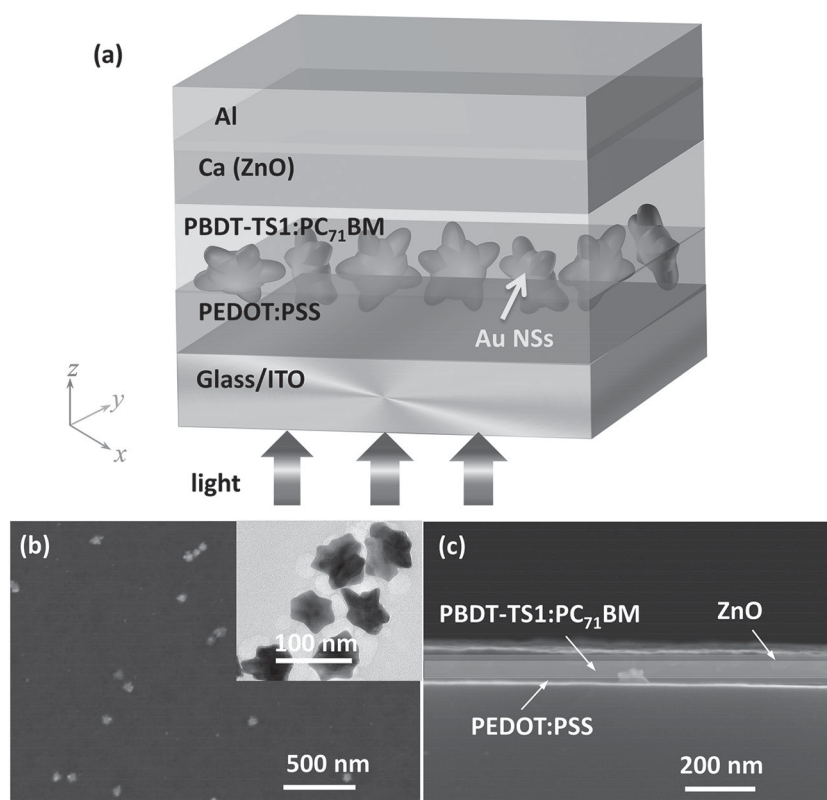 (a)
Al
Ca (ZnO)
PBDT-TS1:PC₇₁BM
PEDOT:PSS
Au NSs
Glass/ITO
z
y
x
light
(b)
100 nm
500 nm
(c)
PBDT-TS1:PC₇₁BM
ZnO
PEDOT:PSS
200 nm